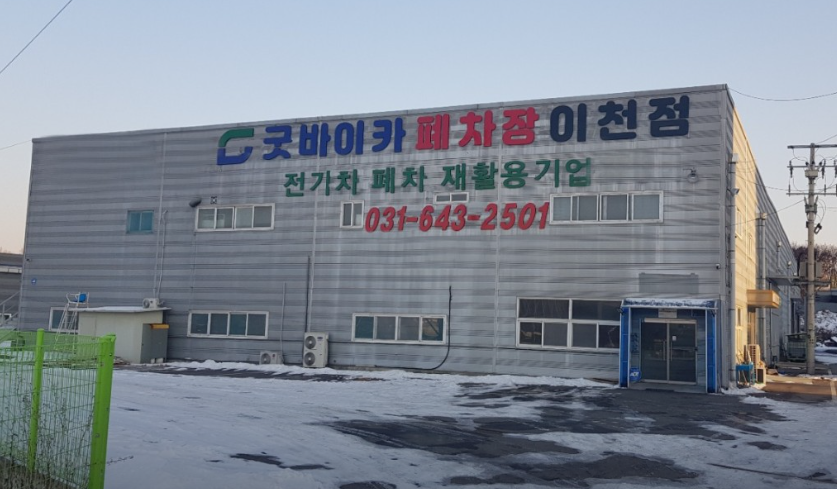 굿바이카 폐차장 이천점
전기차 폐차 재활용기업
031-643-2501